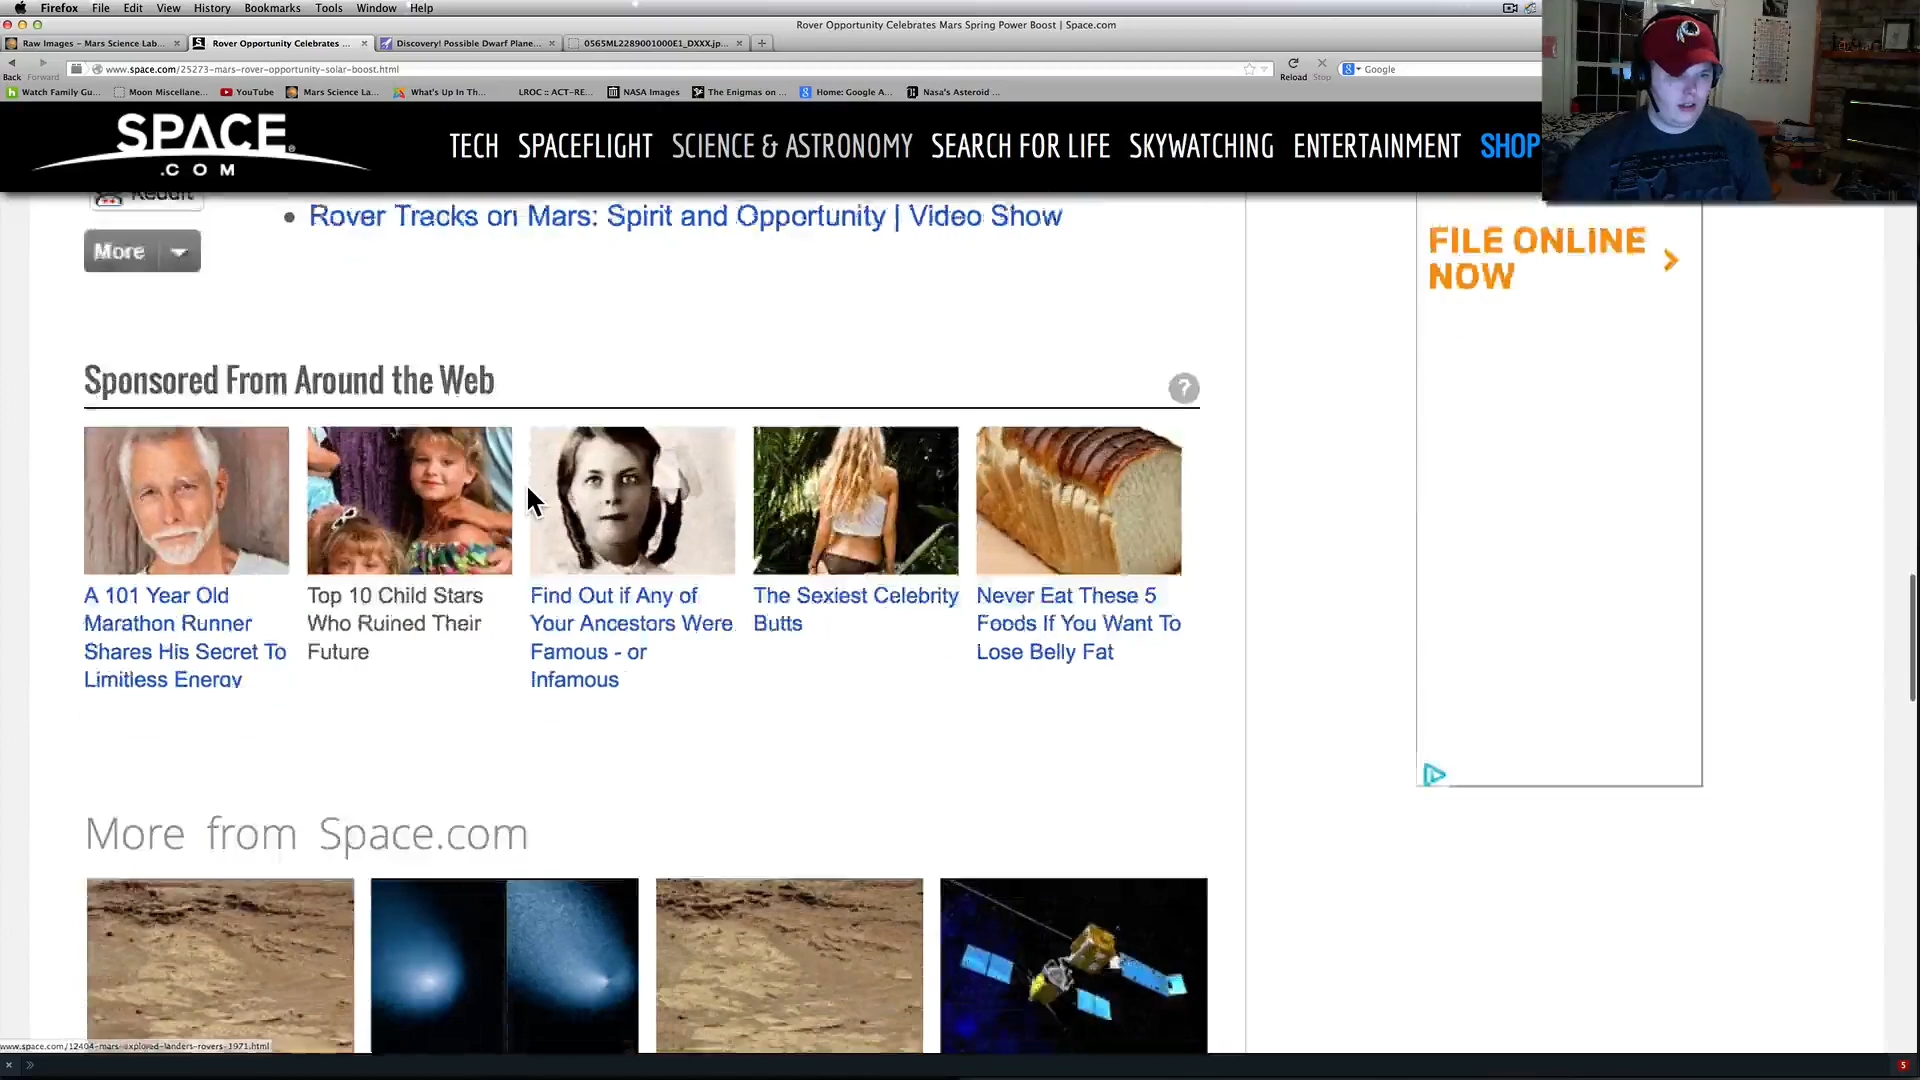 Firefox File Edit View History Bookmarks Tools Window Help
Rover Opportunity Celebrates Mars Spring Power Boost | Space.com
Raw Images – Mars Science Lab...
Rover Opportunity Celebrates ...
Discovery! Possible Dwarf Plane...
0565ML2289001000E1_DXXX.jp...
Back Forward
www.space.com/25273-mars-rover-opportunity-solar-boost.html
Reload Stop
Google
Watch Family Gu... Moon Miscellane... YouTube Mars Science La... What's Up In Th... LROC :: ACT-RE... NASA Images The Enigmas on ... Home: Google A... Nasa's Asteroid ...
SPACE
.COM
TECH SPACEFLIGHT SCIENCE & ASTRONOMY SEARCH FOR LIFE SKYWATCHING ENTERTAINMENT SHOP
Reddit
Rover Tracks on Mars: Spirit and Opportunity | Video Show
More
FILE ONLINE
NOW
Sponsored From Around the Web
?
A 101 Year Old
Marathon Runner
Shares His Secret To
Limitless Energy
Top 10 Child Stars
Who Ruined Their
Future
Find Out if Any of
Your Ancestors Were
Famous - or
Infamous
The Sexiest Celebrity
Butts
Never Eat These 5
Foods If You Want To
Lose Belly Fat
More from Space.com
www.space.com/12404-mars-explored-landers-rovers-1971.html
5